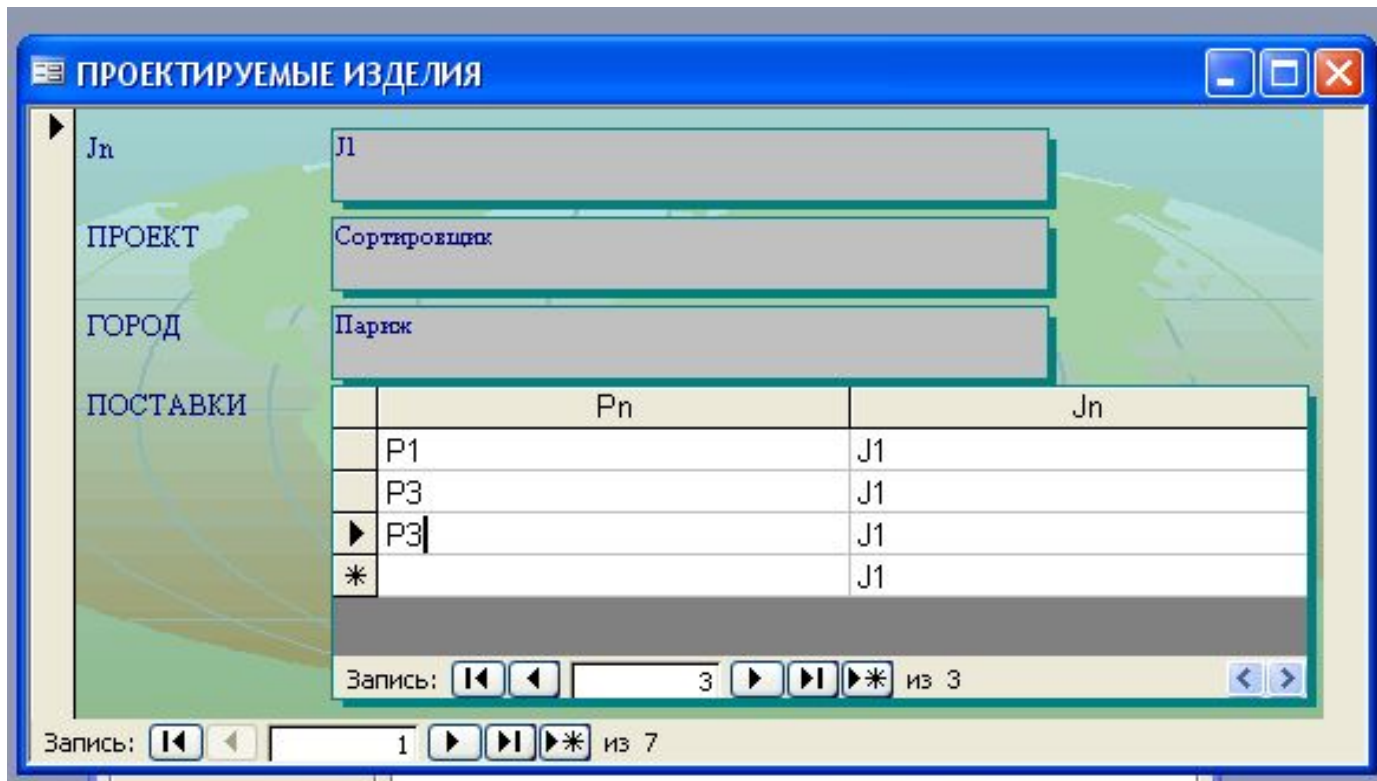 ПРОЕКТИРУЕМЫЕ ИЗДЕЛИЯ
Jn J1
ПРОЕКТ Сортировщик
ГОРОД Париж
ПОСТАВКИ Pn Jn
P1 J1
P3 J1
P3 J1
J1
Запись: 3 из 3
Запись: 1 из 7